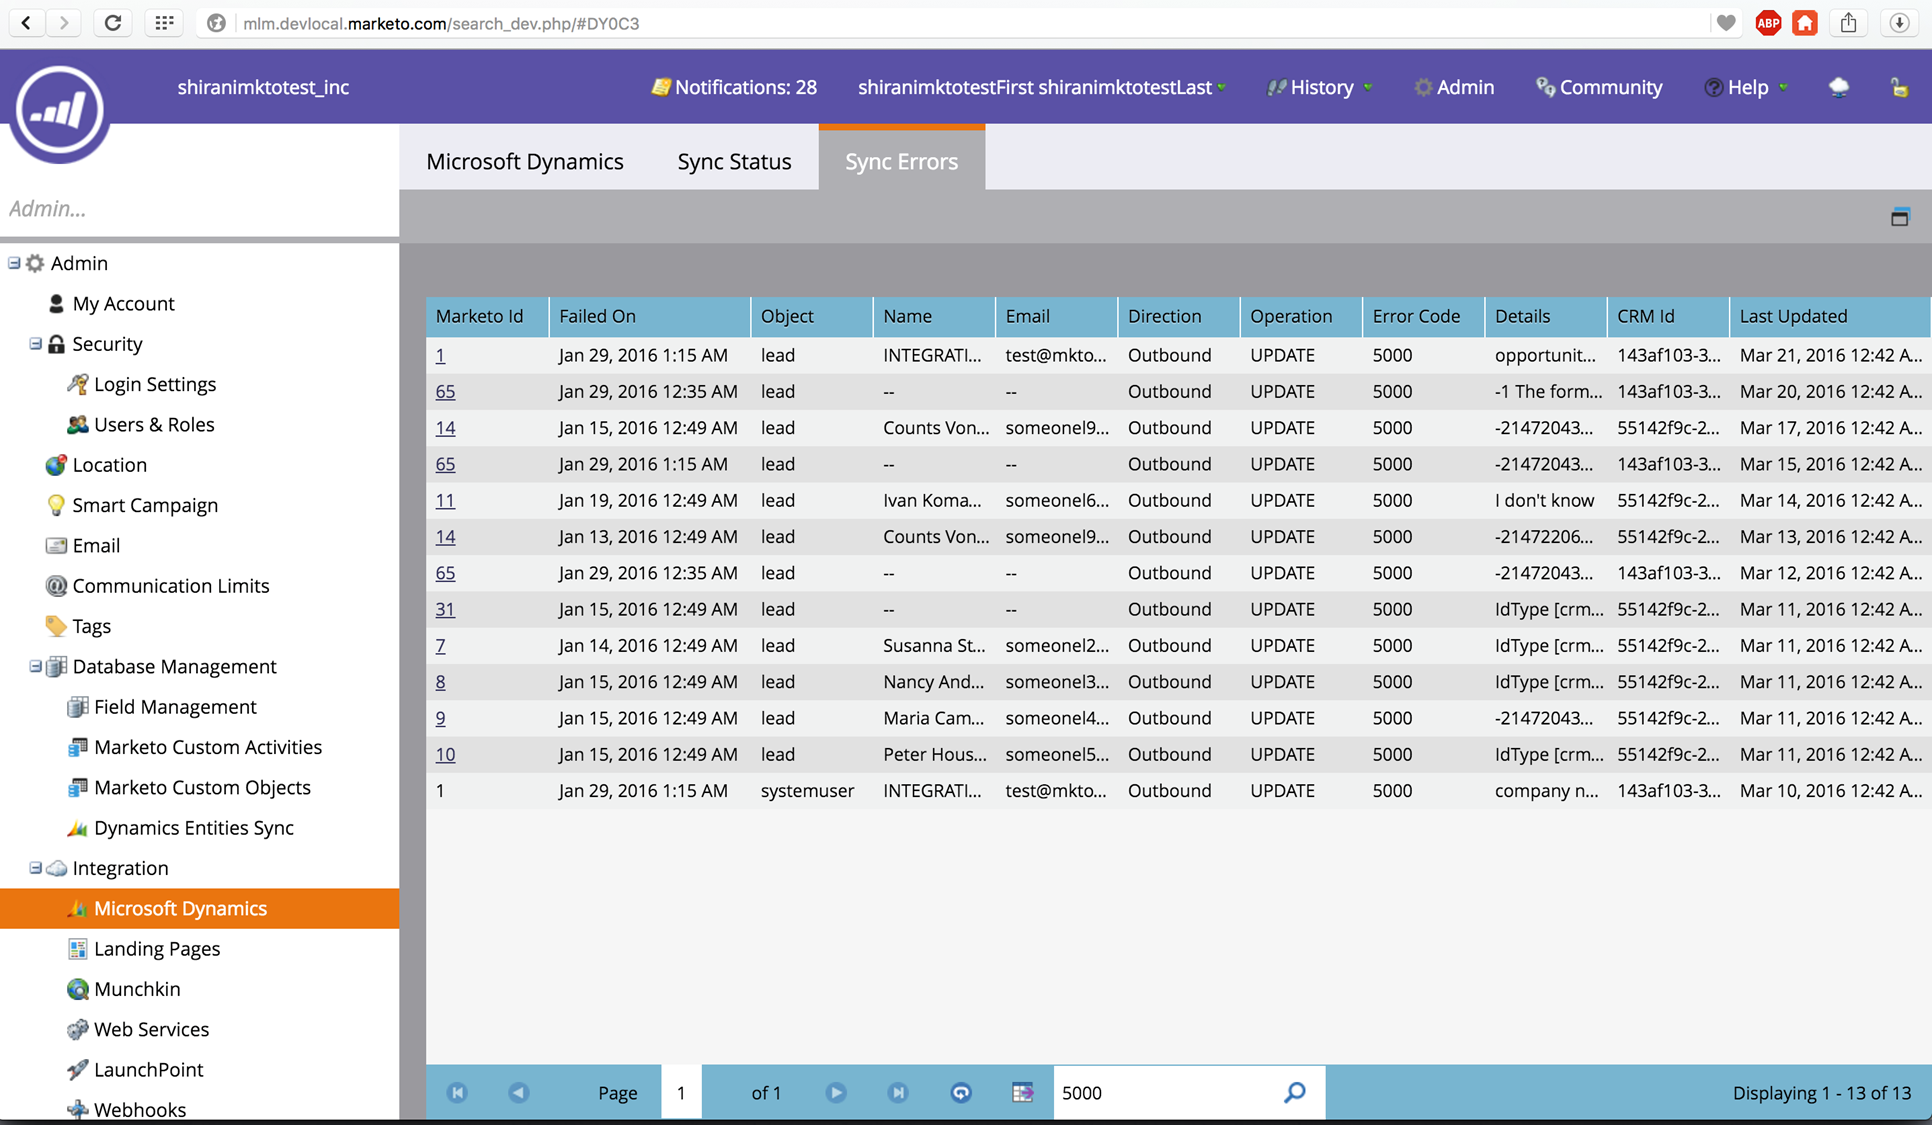 mlm.devlocal.marketo.com/search_dev.php/#DY0C3
ABP
shiranimktotest_inc
Notifications: 28
shiranimktotestFirst shiranimktotestLast
History
Admin
Community
Help
Microsoft Dynamics
Sync Status
Sync Errors
Admin...
Admin
My Account
Security
Login Settings
Users & Roles
Location
Smart Campaign
Email
Communication Limits
Tags
Database Management
Field Management
Marketo Custom Activities
Marketo Custom Objects
Dynamics Entities Sync
Integration
Microsoft Dynamics
Landing Pages
Munchkin
Web Services
LaunchPoint
Webhooks
Marketo Id Failed On Object Name Email Direction Operation Error Code Details CRM Id Last Updated
1 Jan 29, 2016 1:15 AM lead INTEGRATI... test@mkto... Outbound UPDATE 5000 opportunit... 143af103-3... Mar 21, 2016 12:42 A...
65 Jan 29, 2016 12:35 AM lead -- -- Outbound UPDATE 5000 -1 The form... 143af103-3... Mar 20, 2016 12:42 A...
14 Jan 15, 2016 12:49 AM lead Counts Von... someonel9... Outbound UPDATE 5000 -21472043... 55142f9c-2... Mar 17, 2016 12:42 A...
65 Jan 29, 2016 1:15 AM lead -- -- Outbound UPDATE 5000 -21472043... 143af103-3... Mar 15, 2016 12:42 A...
11 Jan 19, 2016 12:49 AM lead Ivan Koma... someonel6... Outbound UPDATE 5000 I don't know 55142f9c-2... Mar 14, 2016 12:42 A...
14 Jan 13, 2016 12:49 AM lead Counts Von... someonel9... Outbound UPDATE 5000 -21472206... 55142f9c-2... Mar 13, 2016 12:42 A...
65 Jan 29, 2016 12:35 AM lead -- -- Outbound UPDATE 5000 -21472043... 143af103-3... Mar 12, 2016 12:42 A...
31 Jan 15, 2016 12:49 AM lead -- -- Outbound UPDATE 5000 IdType [crm... 55142f9c-2... Mar 11, 2016 12:42 A...
7 Jan 14, 2016 12:49 AM lead Susanna St... someonel2... Outbound UPDATE 5000 IdType [crm... 55142f9c-2... Mar 11, 2016 12:42 A...
8 Jan 15, 2016 12:49 AM lead Nancy And... someonel3... Outbound UPDATE 5000 IdType [crm... 55142f9c-2... Mar 11, 2016 12:42 A...
9 Jan 15, 2016 12:49 AM lead Maria Cam... someonel4... Outbound UPDATE 5000 -21472043... 55142f9c-2... Mar 11, 2016 12:42 A...
10 Jan 15, 2016 12:49 AM lead Peter Hous... someonel5... Outbound UPDATE 5000 IdType [crm... 55142f9c-2... Mar 11, 2016 12:42 A...
1 Jan 29, 2016 1:15 AM systemuser INTEGRATI... test@mkto... Outbound UPDATE 5000 company n... 143af103-3... Mar 10, 2016 12:42 A...
Page 1 of 1
5000
Displaying 1 - 13 of 13